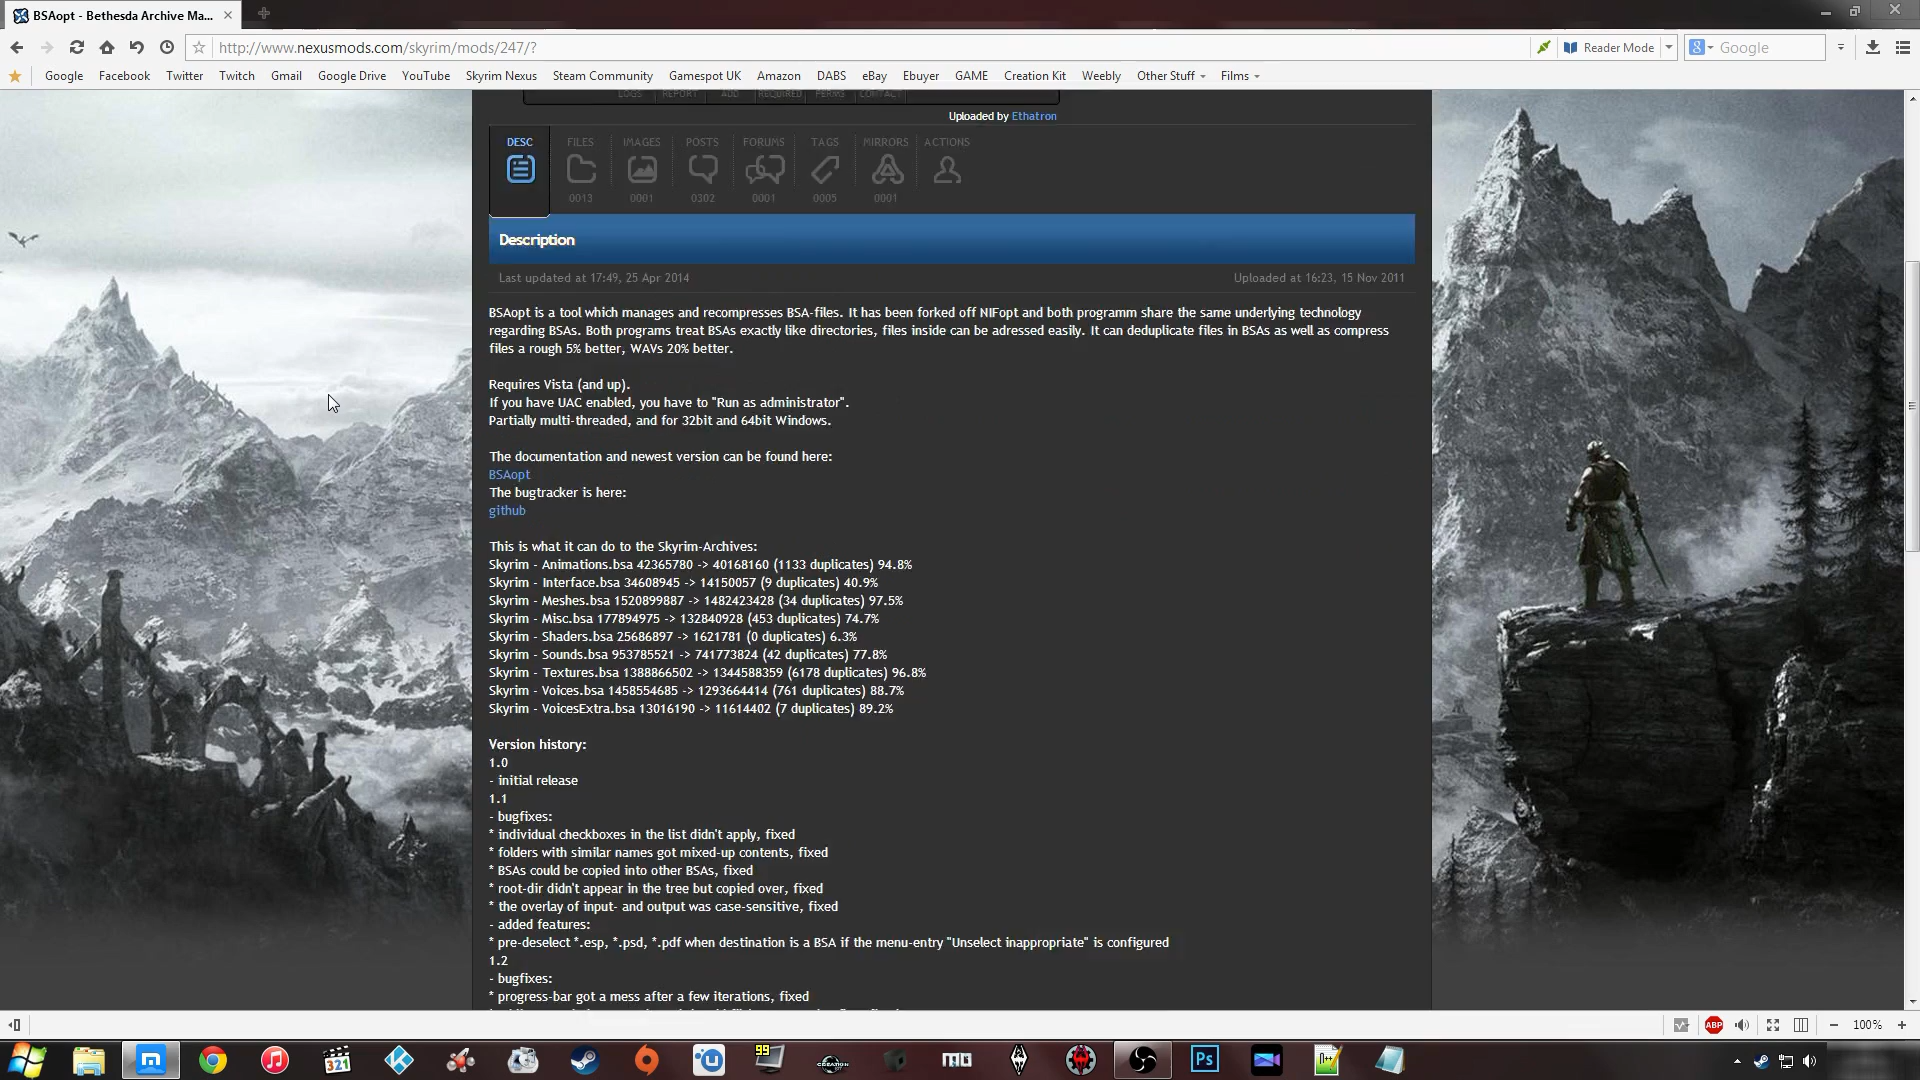 BSAopt - Bethesda Archive Ma...
http://www.nexusmods.com/skyrim/mods/247/?
Reader Mode
Google
Google Facebook Twitter Twitch Gmail Google Drive YouTube Skyrim Nexus Steam Community Gamespot UK Amazon DABS eBay Ebuyer GAME Creation Kit Weebly Other Stuff Films
LOGS REPORT ADD REQUIRED PERMS CONTACT
Uploaded by Ethatron
DESC FILES IMAGES POSTS FORUMS TAGS MIRRORS ACTIONS
0013 0001 0302 0001 0005 0001
Description
Last updated at 17:49, 25 Apr 2014 Uploaded at 16:23, 15 Nov 2011
BSAopt is a tool which manages and recompresses BSA-files. It has been forked off NIFopt and both programm share the same underlying technology
regarding BSAs. Both programs treat BSAs exactly like directories, files inside can be adressed easily. It can deduplicate files in BSAs as well as compress
files a rough 5% better, WAVs 20% better.
Requires Vista (and up).
If you have UAC enabled, you have to "Run as administrator".
Partially multi-threaded, and for 32bit and 64bit Windows.
The documentation and newest version can be found here:
BSAopt
The bugtracker is here:
github
This is what it can do to the Skyrim-Archives:
Skyrim - Animations.bsa 42365780 -> 40168160 (1133 duplicates) 94.8%
Skyrim - Interface.bsa 34608945 -> 14150057 (9 duplicates) 40.9%
Skyrim - Meshes.bsa 1520899887 -> 1482423428 (34 duplicates) 97.5%
Skyrim - Misc.bsa 177894975 -> 132840928 (453 duplicates) 74.7%
Skyrim - Shaders.bsa 25686897 -> 1621781 (0 duplicates) 6.3%
Skyrim - Sounds.bsa 953785521 -> 741773824 (42 duplicates) 77.8%
Skyrim - Textures.bsa 1388866502 -> 1344588359 (6178 duplicates) 96.8%
Skyrim - Voices.bsa 1458554685 -> 1293664414 (761 duplicates) 88.7%
Skyrim - VoicesExtra.bsa 13016190 -> 11614402 (7 duplicates) 89.2%
Version history:
1.0
- initial release
1.1
- bugfixes:
* individual checkboxes in the list didn't apply, fixed
* folders with similar names got mixed-up contents, fixed
* BSAs could be copied into other BSAs, fixed
* root-dir didn't appear in the tree but copied over, fixed
* the overlay of input- and output was case-sensitive, fixed
- added features:
* pre-deselect *.esp, *.psd, *.pdf when destination is a BSA if the menu-entry "Unselect inappropriate" is configured
1.2
- bugfixes:
* progress-bar got a mess after a few iterations, fixed
ABP
100%
321
99
Ps